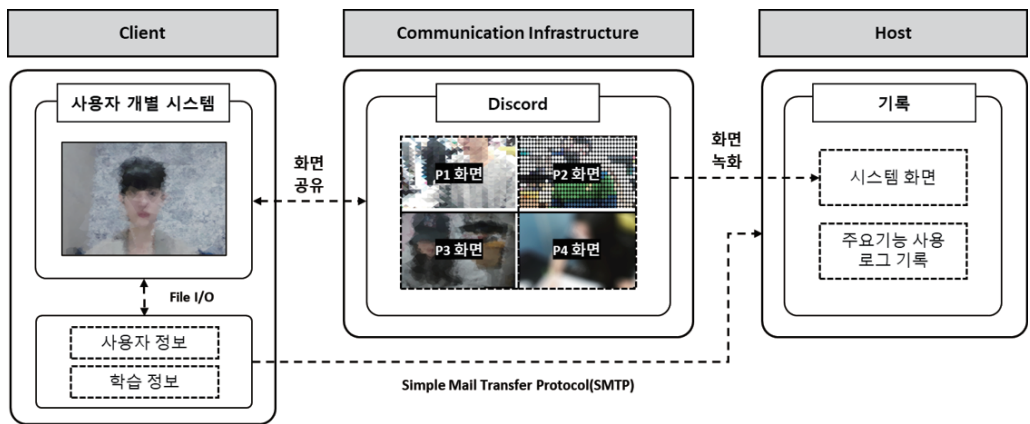 Client
Communication Infrastructure
Host
사용자 개별 시스템
Discord
기록
화면
공유
P1 화면
P2 화면
P3 화면
P4 화면
화면
녹화
시스템 화면
주요기능 사용
로그 기록
File I/O
사용자 정보
학습 정보
Simple Mail Transfer Protocol(SMTP)